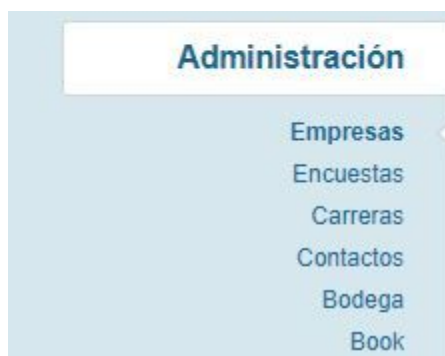 Administración
Empresas
Encuestas
Carreras
Contactos
Bodega
Book